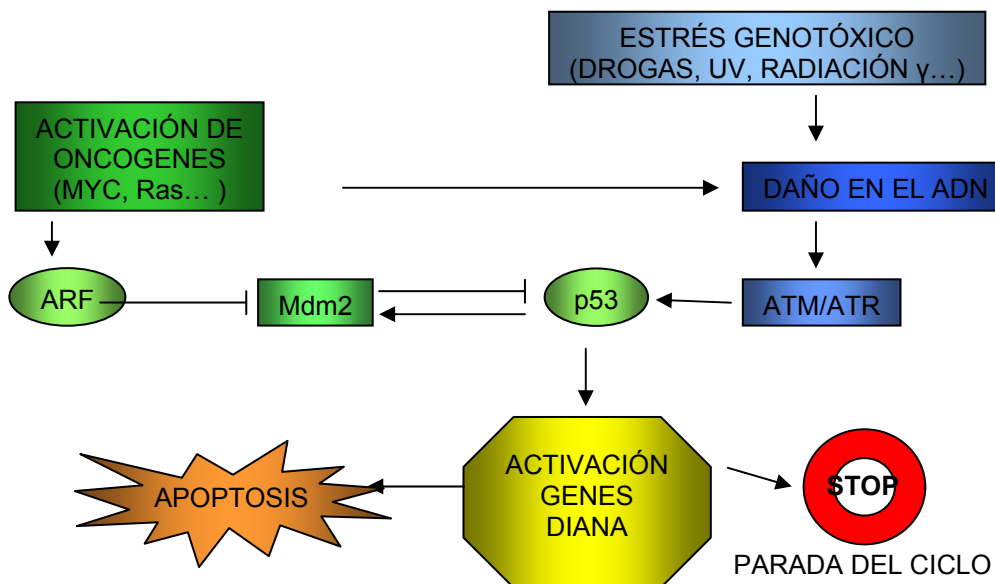 ESTRÉS GENOTÓXICO
(DROGAS, UV, RADIACIÓN γ…)
ACTIVACIÓN DE
ONCOGENES
(MYC, Ras… )
DAÑO EN EL ADN
ARF
Mdm2
p53
ATM/ATR
ACTIVACIÓN
GENES
DIANA
APOPTOSIS
STOP
PARADA DEL CICLO